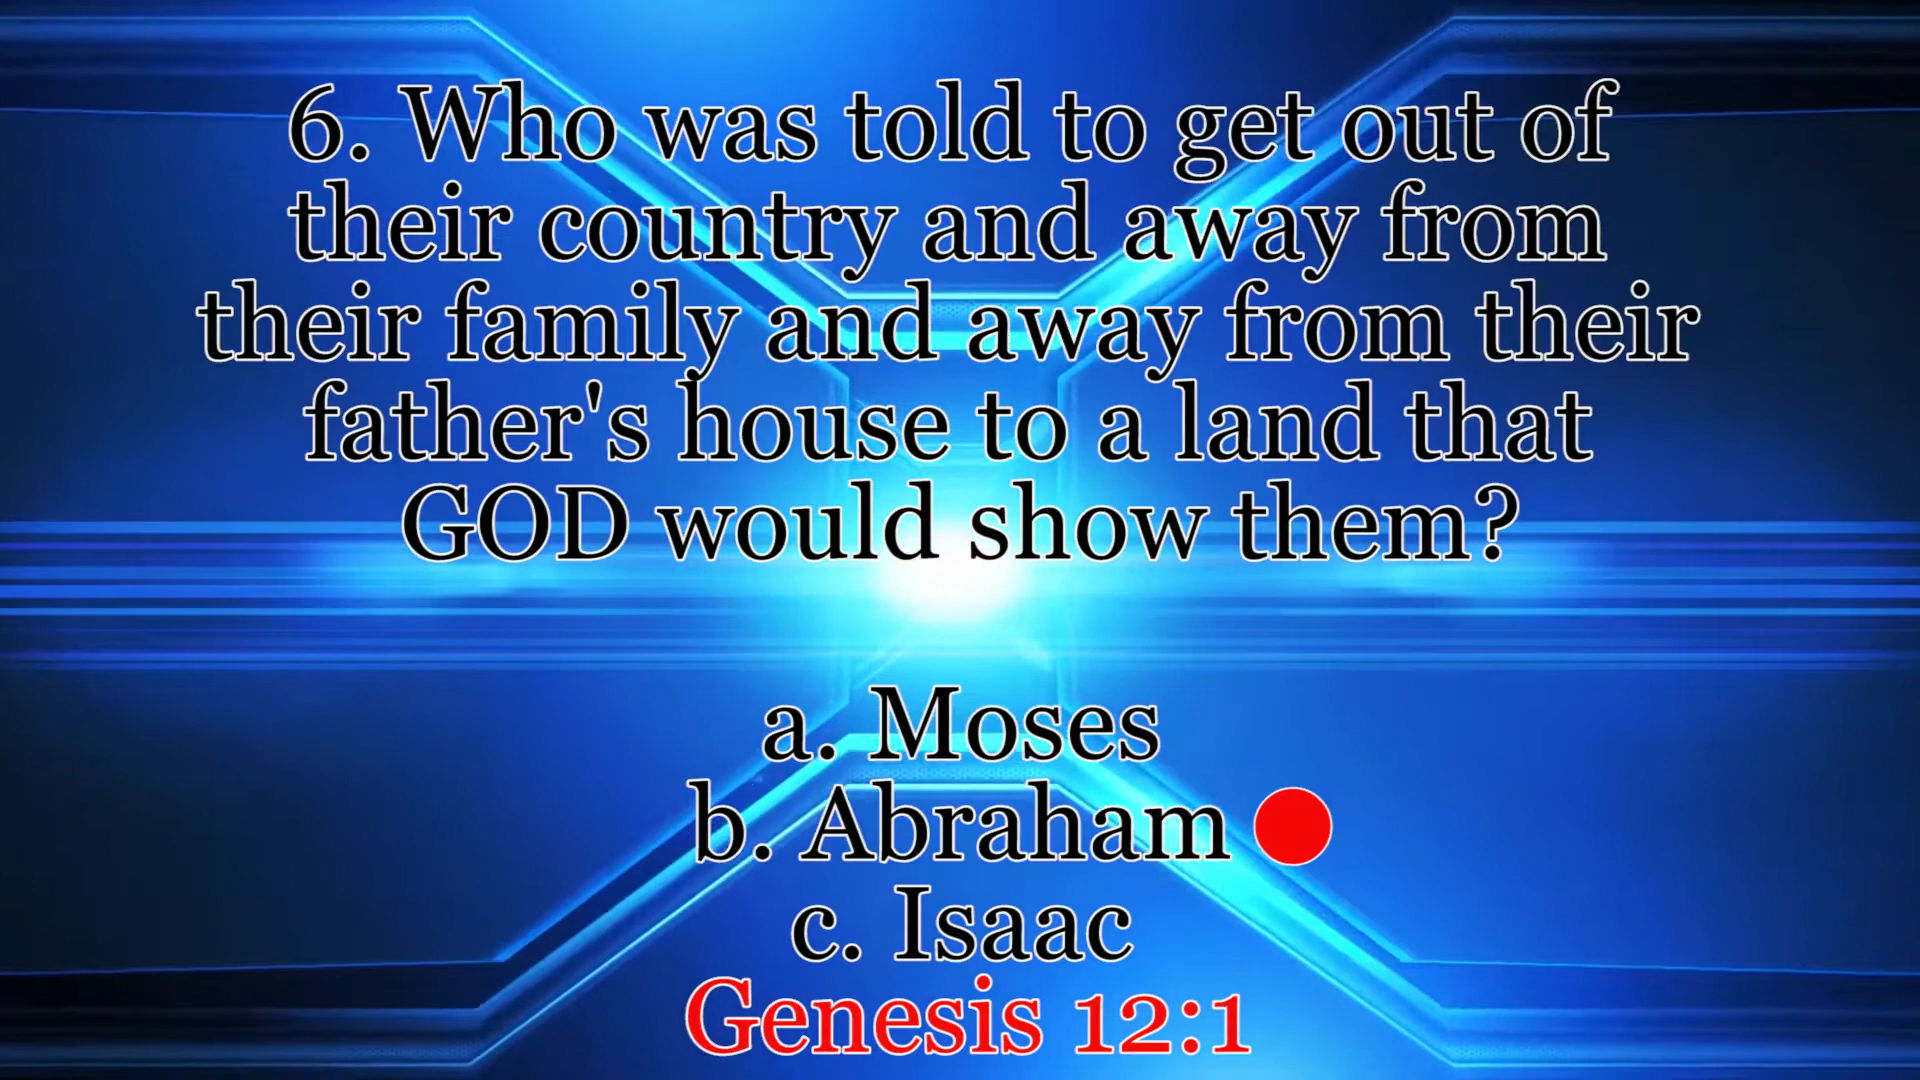 6. Who was told to get out of
their country and away from
their family and away from their
father's house to a land that
GOD would show them?
a. Moses
b. Abraham
c. Isaac
Genesis 12:1